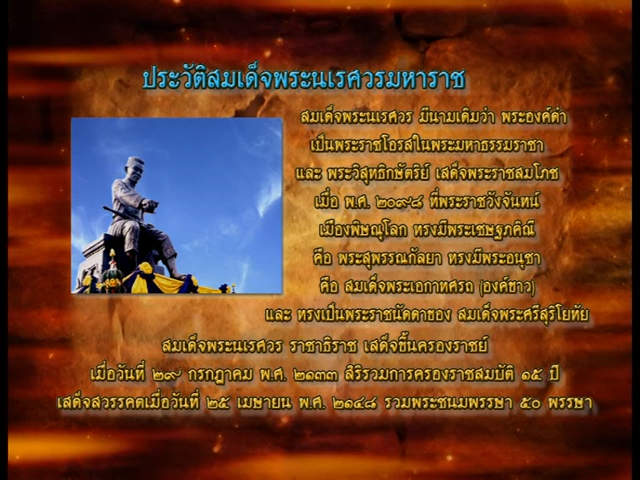 ประวัติสมเด็จพระนเรศวรมหาราช
สมเด็จพระนเรศวร มีนามเดิมว่า พระองค์ดำ
เป็นพระราชโอรสในพระมหาธรรมราชา
และ พระวิสุทธิกษัตริย์ เสด็จพระราชสมโภช
เมื่อ พ.ศ. ๒๐๙๘ ที่พระราชวังจันทน์
เมืองพิษณุโลก ทรงมีพระเชษฐภคิณี
คือ พระสุพรรณกัลยา ทรงมีพระอนุชา
คือ สมเด็จพระเอกาทศรถ (องค์ขาว)
และ ทรงเป็นพระราชนัดดาของ สมเด็จพระศรีสุริโยทัย
สมเด็จพระนเรศวร ราชาธิราช เสด็จขึ้นครองราชย์
เมื่อวันที่ ๒๙ กรกฎาคม พ.ศ. ๒๑๓๓ สิริรวมการครองราชสมบัติ ๑๕ ปี
เสด็จสวรรคตเมื่อวันที่ ๒๕ เมษายน พ.ศ. ๒๑๔๘ รวมพระชนมพรรษา ๕๐ พรรษา